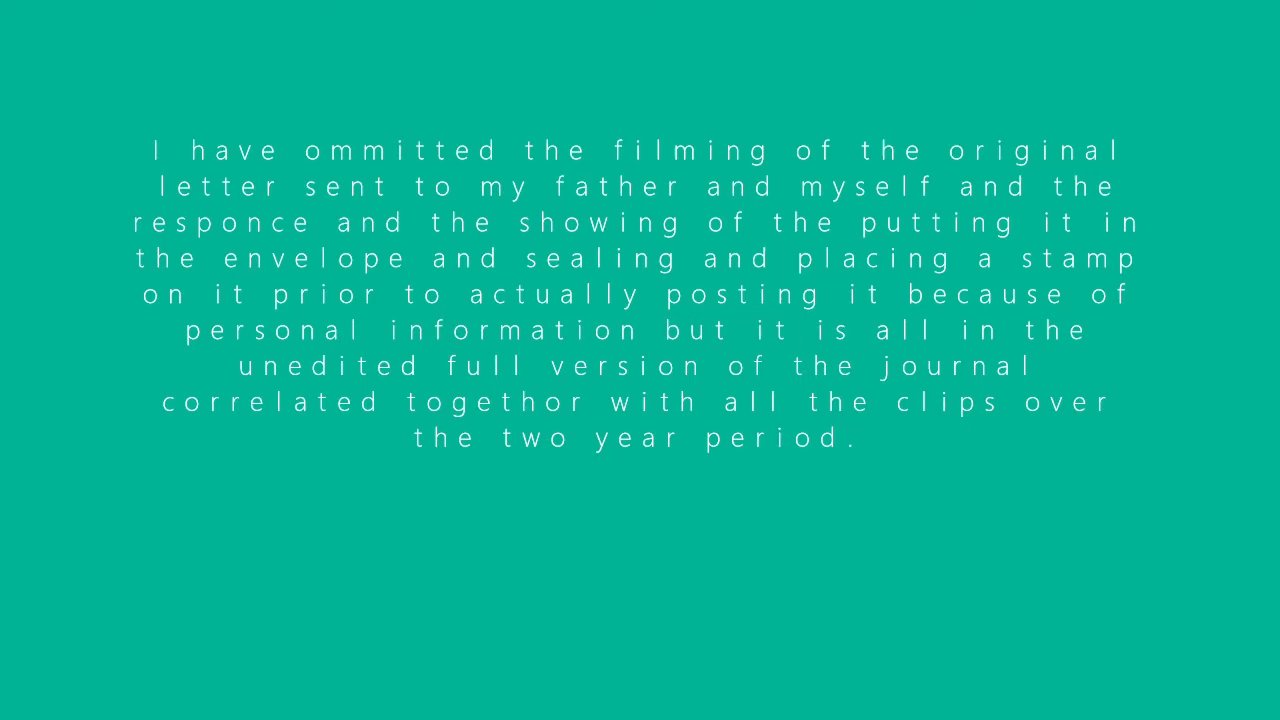 I have ommitted the filming of the original
letter sent to my father and myself and the
responce and the showing of the putting it in
the envelope and sealing and placing a stamp
on it prior to actually posting it because of
personal information but it is all in the
unedited full version of the journal
correlated togethor with all the clips over
the two year period.